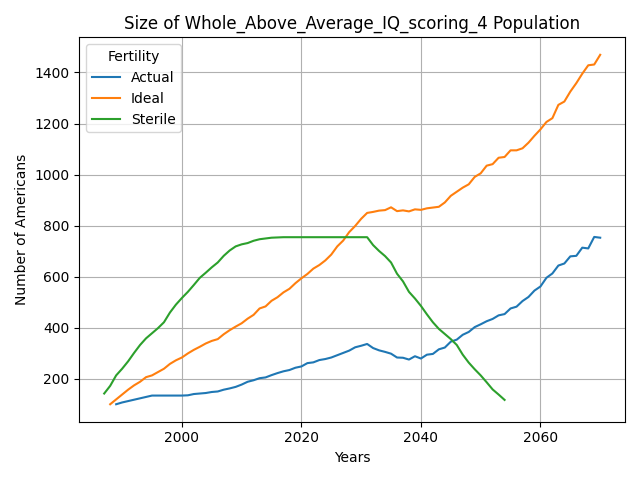 Size of Whole_Above_Average_IQ_scoring_4 Population
Fertility
Actual
Ideal
Sterile
Number of Americans
1400
1200
1000
800
600
400
200
2000
2020
2040
2060
Years